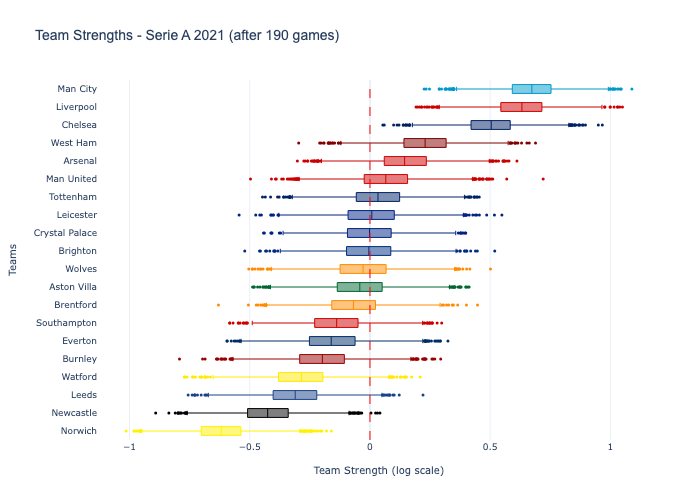 Team Strengths - Serie A 2021 (after 190 games)
Man City
Liverpool
Chelsea
West Ham
Arsenal
Man United
Tottenham
Leicester
Crystal Palace
Brighton
Wolves
Aston Villa
Brentford
Southampton
Everton
Burnley
Watford
Leeds
Newcastle
Norwich
Teams
−1 −0.5 0 0.5 1
Team Strength (log scale)